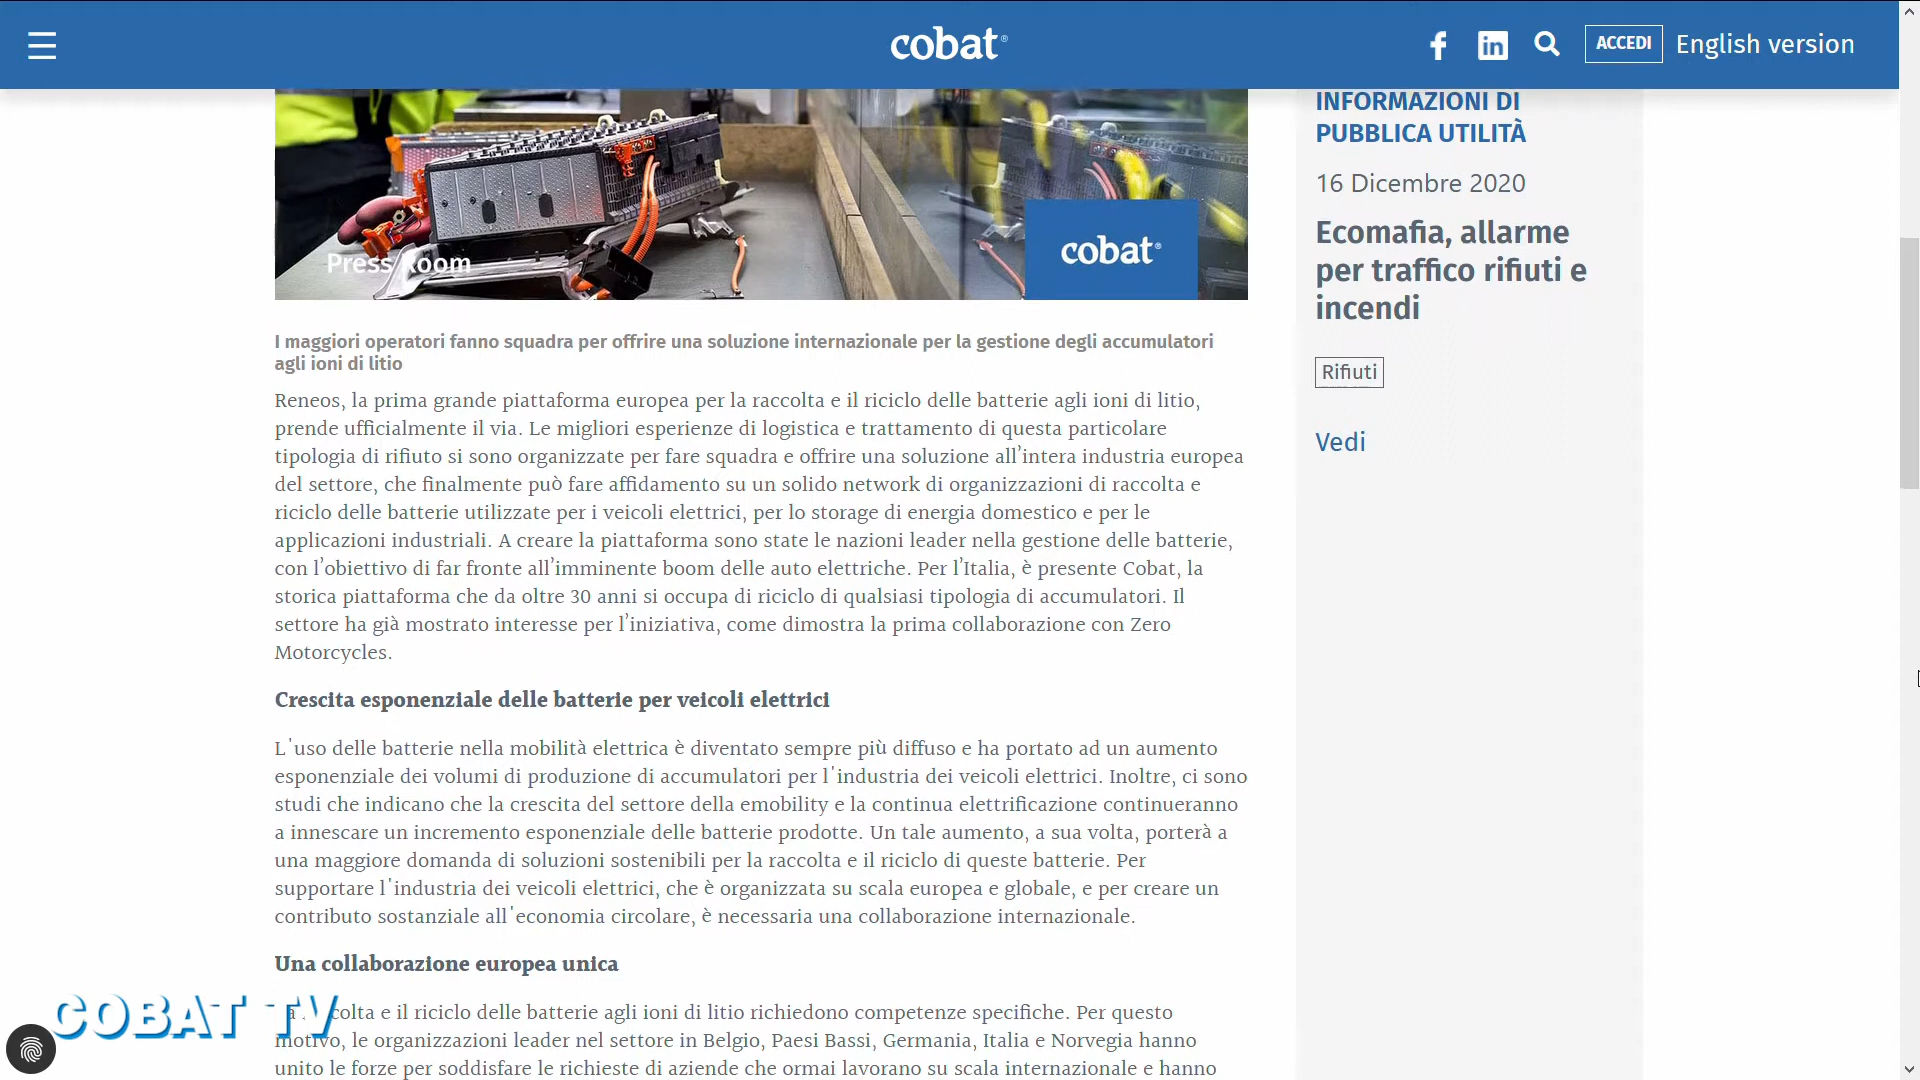 cobat®
in
ACCEDI
English version
Press Room
cobat®
I maggiori operatori fanno squadra per offrire una soluzione internazionale per la gestione degli accumulatori
agli ioni di litio
Reneos, la prima grande piattaforma europea per la raccolta e il riciclo delle batterie agli ioni di litio,
prende ufficialmente il via. Le migliori esperienze di logistica e trattamento di questa particolare
tipologia di rifiuto si sono organizzate per fare squadra e offrire una soluzione all’intera industria europea
del settore, che finalmente può fare affidamento su un solido network di organizzazioni di raccolta e
riciclo delle batterie utilizzate per i veicoli elettrici, per lo storage di energia domestico e per le
applicazioni industriali. A creare la piattaforma sono state le nazioni leader nella gestione delle batterie,
con l’obiettivo di far fronte all’imminente boom delle auto elettriche. Per l’Italia, è presente Cobat, la
storica piattaforma che da oltre 30 anni si occupa di riciclo di qualsiasi tipologia di accumulatori. Il
settore ha già mostrato interesse per l’iniziativa, come dimostra la prima collaborazione con Zero
Motorcycles.
Crescita esponenziale delle batterie per veicoli elettrici
L'uso delle batterie nella mobilità elettrica è diventato sempre più diffuso e ha portato ad un aumento
esponenziale dei volumi di produzione di accumulatori per l'industria dei veicoli elettrici. Inoltre, ci sono
studi che indicano che la crescita del settore della emobility e la continua elettrificazione continueranno
a innescare un incremento esponenziale delle batterie prodotte. Un tale aumento, a sua volta, porterà a
una maggiore domanda di soluzioni sostenibili per la raccolta e il riciclo di queste batterie. Per
supportare l'industria dei veicoli elettrici, che è organizzata su scala europea e globale, e per creare un
contributo sostanziale all'economia circolare, è necessaria una collaborazione internazionale.
Una collaborazione europea unica
e il riciclo delle batterie agli ioni di litio richiedono competenze specifiche. Per questo
motivo, le organizzazioni leader nel settore in Belgio, Paesi Bassi, Germania, Italia e Norvegia hanno
unito le forze per soddisfare le richieste di aziende che ormai lavorano su scala internazionale e hanno
INFORMAZIONI DI
PUBBLICA UTILITÀ
16 Dicembre 2020
Ecomafia, allarme
per traffico rifiuti e
incendi
Rifiuti
Vedi
COBAT TV